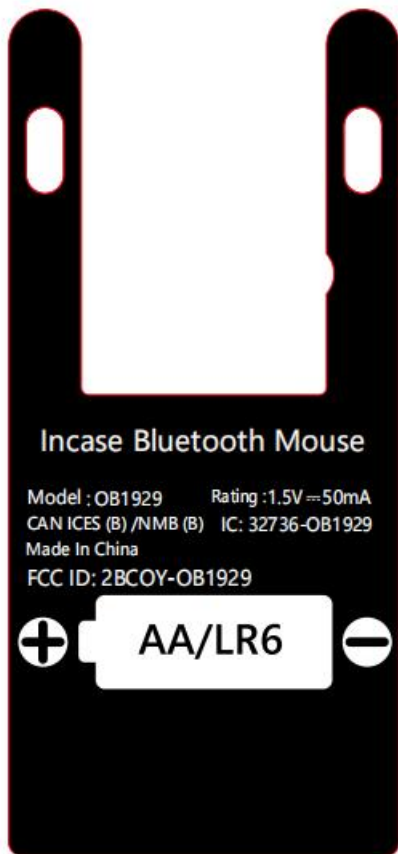 Incase Bluetooth Mouse
Model : OB1929 Rating :1.5V⎓50mA
CAN ICES (B) /NMB (B) IC: 32736-OB1929
Made In China
FCC ID: 2BCOY-OB1929
+ AA/LR6 −